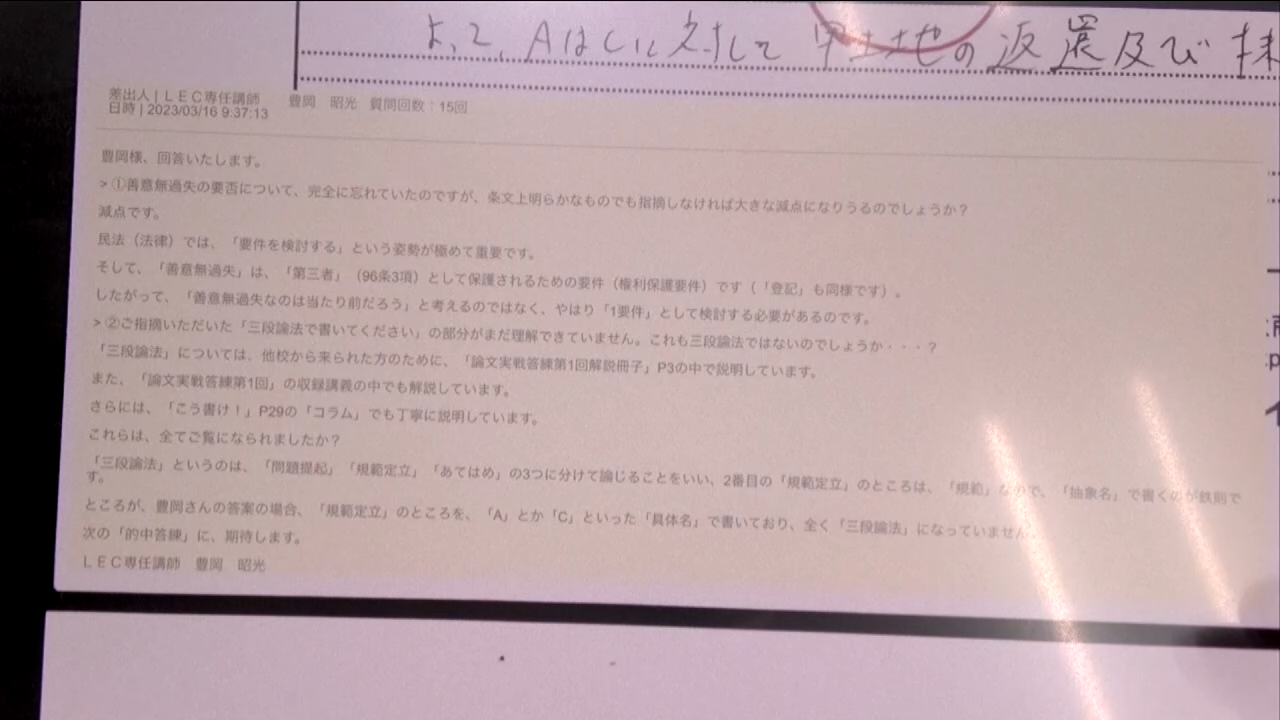 よって、AはCに対して甲土地の返還及び抹
差出人 | ＬＥＣ専任講師　　豊岡　昭光　質問回数：15回
日時 | 2023/03/16 9:37:13
豊岡様、回答いたします。
> ①善意無過失の要否について、完全に忘れていたのですが、条文上明らかなものでも指摘しなければ大きな減点になりうるのでしょうか？
減点です。
民法（法律）では、「要件を検討する」という姿勢が極めて重要です。
そして、「善意無過失」は、「第三者」（96条3項）として保護されるための要件（権利保護要件）です（「登記」も同様です）。
したがって、「善意無過失なのは当たり前だろう」と考えるのではなく、やはり「1要件」として検討する必要があるのです。
> ②ご指摘いただいた「三段論法で書いてください」の部分がまだ理解できていません。これも三段論法ではないのでしょうか・・・？
「三段論法」については、他校から来られた方のために、「論文実戦答練第1回解説冊子」P3の中で説明しています。
また、「論文実戦答練第1回」の収録講義の中でも解説しています。
さらには、「こう書け！」P29の「コラム」でも丁寧に説明しています。
これらは、全てご覧になられましたか？
「三段論法」というのは、「問題提起」「規範定立」「あてはめ」の3つに分けて論じることをいい、2番目の「規範定立」のところは、「規範」なので、「抽象名」で書くのが鉄則で
す。
ところが、豊岡さんの答案の場合、「規範定立」のところを、「A」とか「C」といった「具体名」で書いており、全く「三段論法」になっていません。
次の「的中答練」に、期待します。
ＬＥＣ専任講師　豊岡　昭光